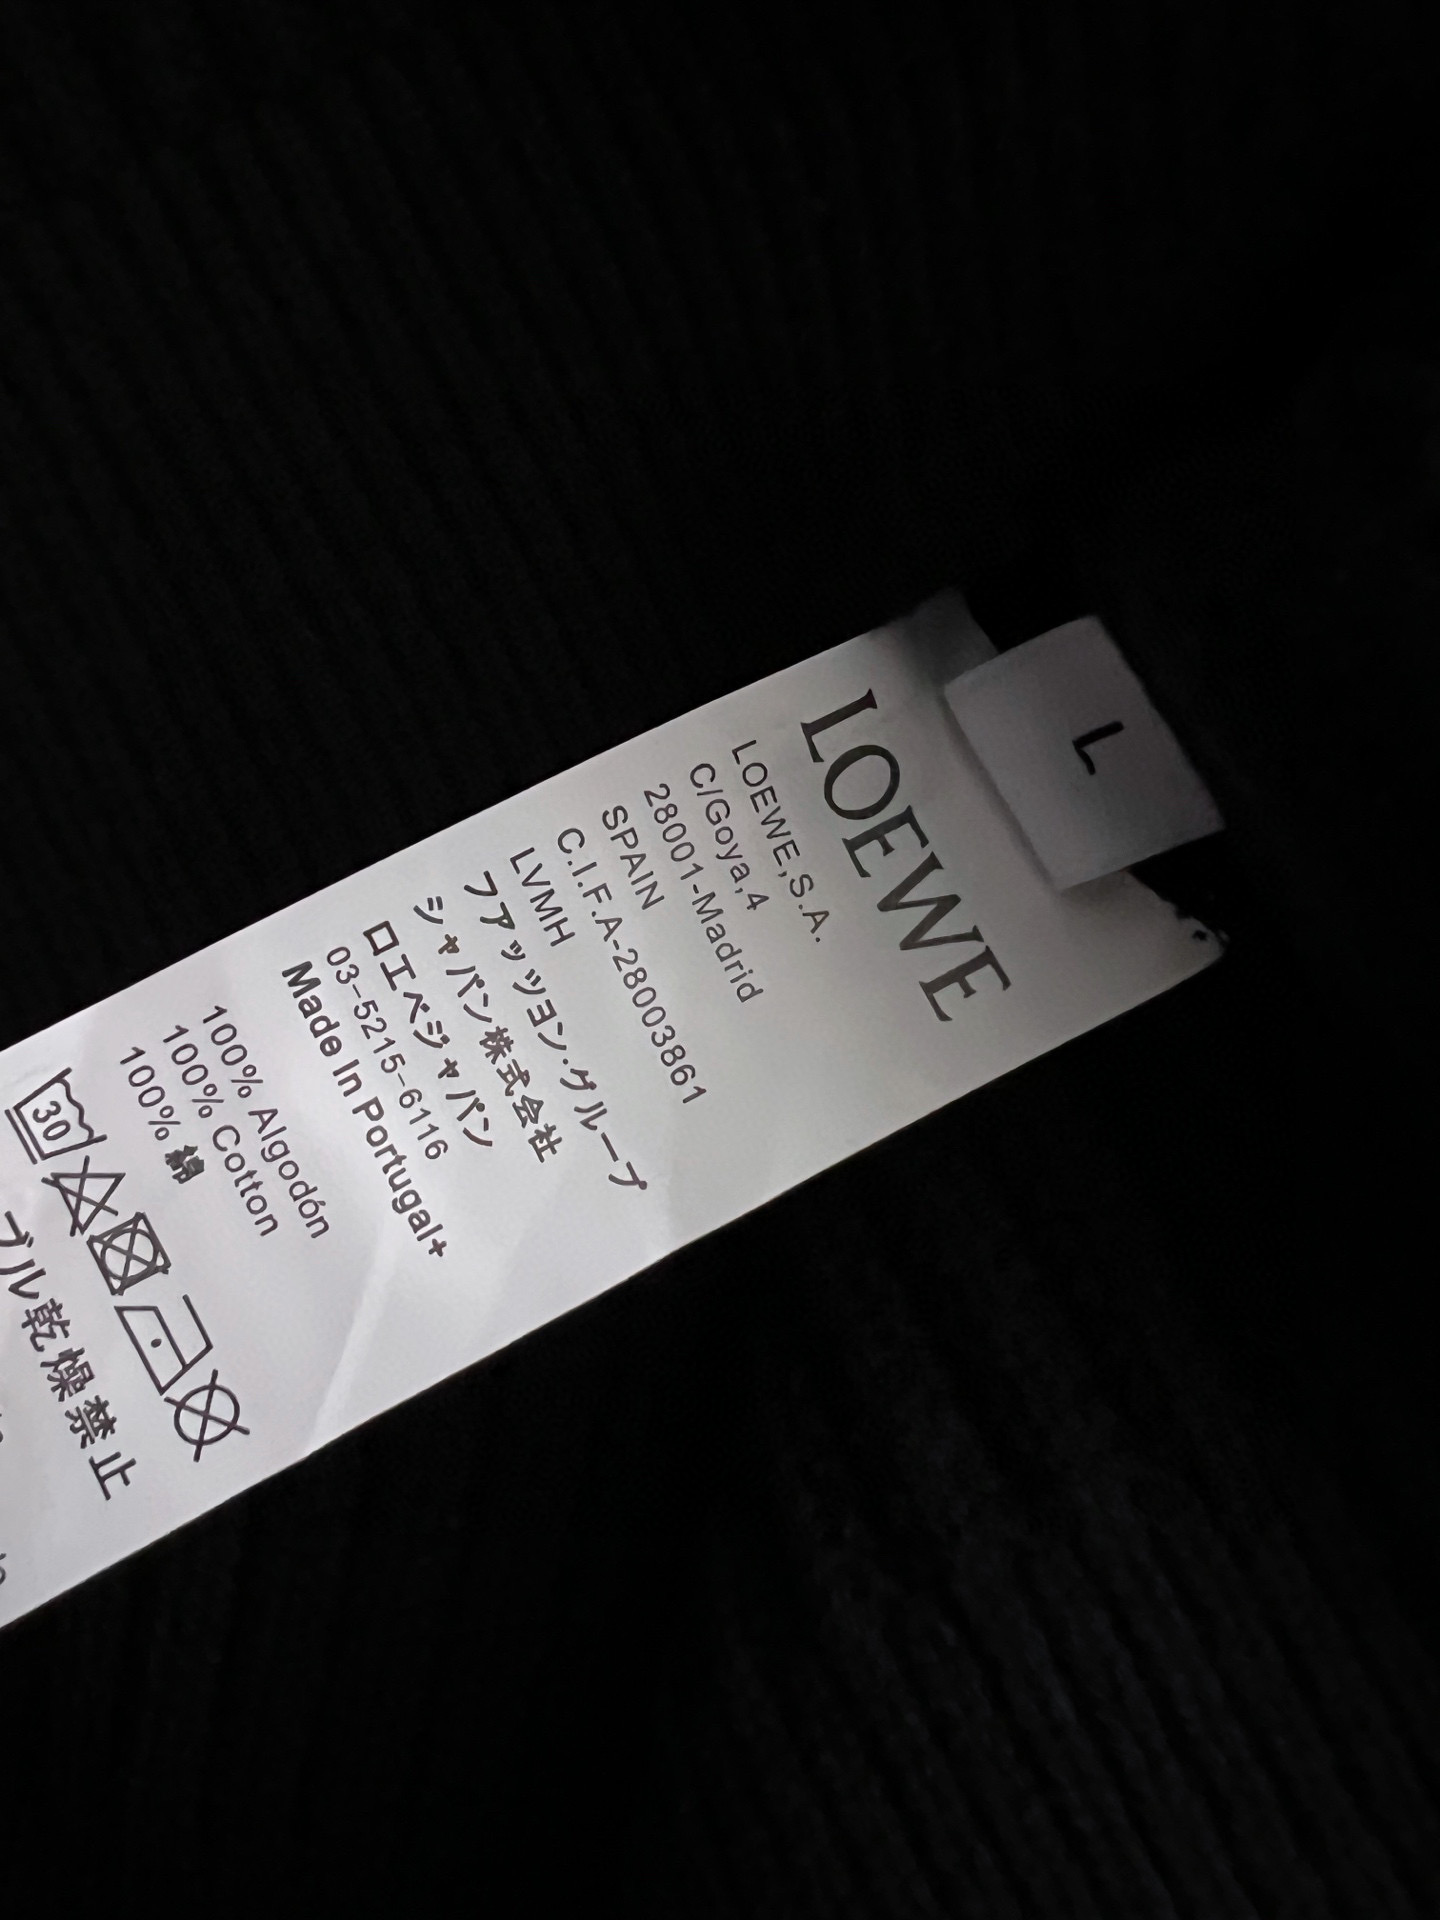 L
LOEWE
LOEWE,S.A.
C/Goya,4
28001-Madrid
SPAIN
C.I.F.A-28003861
LVMH
ファッツョン·グループ
シャパン株式会社
ロエベジャパン
03-5215-6116
Made In Portugal+
100% Algodón
100% Cotton
100% 綿
30
ブル乾燥禁止